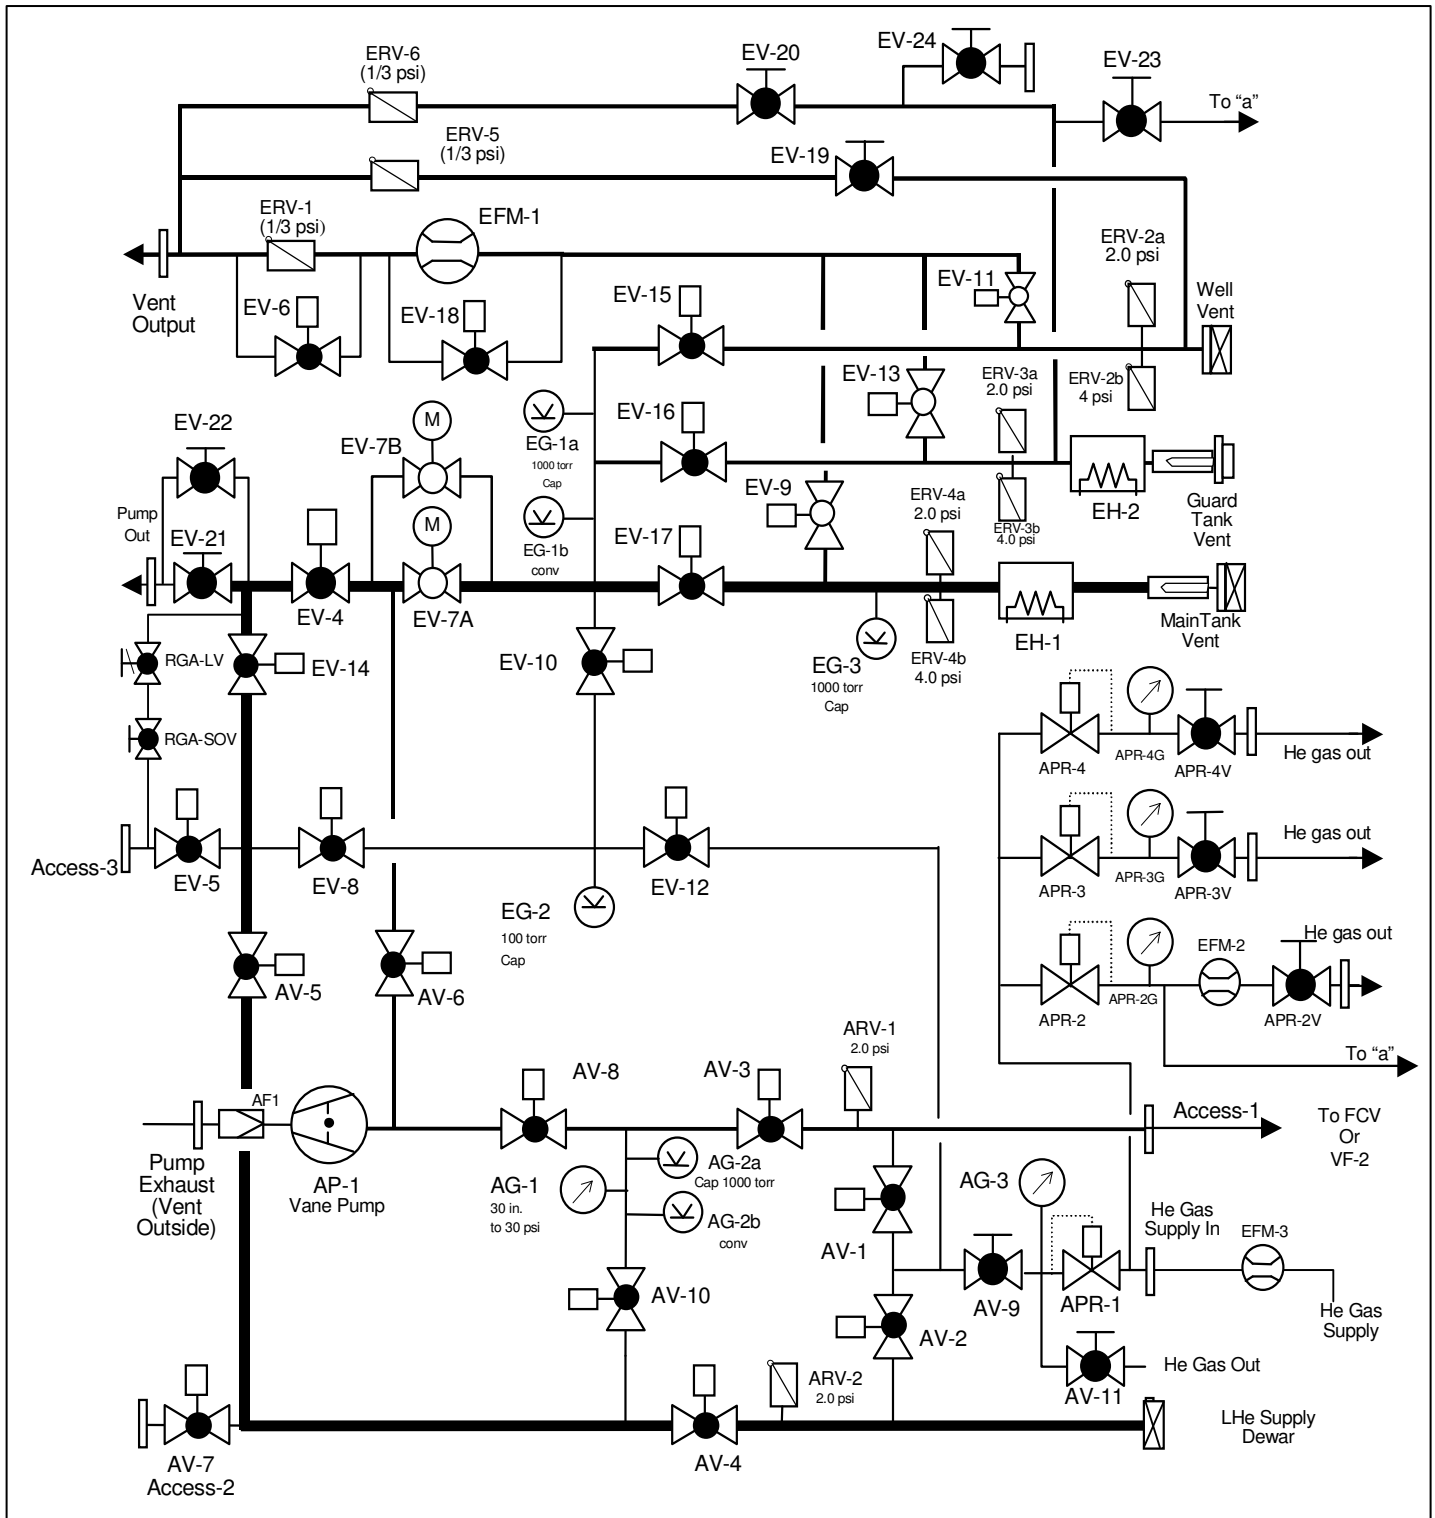 EV-24
ERV-6
(1/3 psi)
EV-20
EV-23
To “a”
ERV-5
(1/3 psi)
EV-19
ERV-1
(1/3 psi)
EFM-1
ERV-2a
2.0 psi
Vent
Output
EV-6
EV-18
EV-15
EV-11
Well
Vent
EV-13
ERV-3a
2.0 psi
ERV-2b
4 psi
EV-22
M
EV-7B
EG-1a
1000 torr
Cap
EV-16
EV-9
ERV-4a
2.0 psi
ERV-3b
4.0 psi
EH-2
Guard
Tank
Vent
Pump
Out
EV-21
M
EG-1b
conv
EV-17
EV-4
EV-7A
EH-1
MainTank
Vent
RGA-LV
EV-14
EV-10
EG-3
1000 torr
Cap
ERV-4b
4.0 psi
RGA-SOV
APR-4
APR-4G
APR-4V
He gas out
Access-3
EV-5
EV-8
EV-12
APR-3
APR-3G
APR-3V
He gas out
EG-2
100 torr
Cap
AV-5
AV-6
APR-2
APR-2G
EFM-2
APR-2V
He gas out
To “a”
ARV-1
2.0 psi
AF1
AV-8
AV-3
Access-1
To FCV
Or
VF-2
Pump
Exhaust
(Vent
Outside)
AP-1
Vane Pump
AG-1
30 in.
to 30 psi
AG-2a
Cap 1000 torr
AG-2b
conv
AG-3
He Gas
Supply In
EFM-3
AV-1
AV-10
AV-9
APR-1
He Gas
Supply
AV-2
ARV-2
2.0 psi
AV-11
He Gas Out
AV-7
Access-2
AV-4
LHe Supply
Dewar